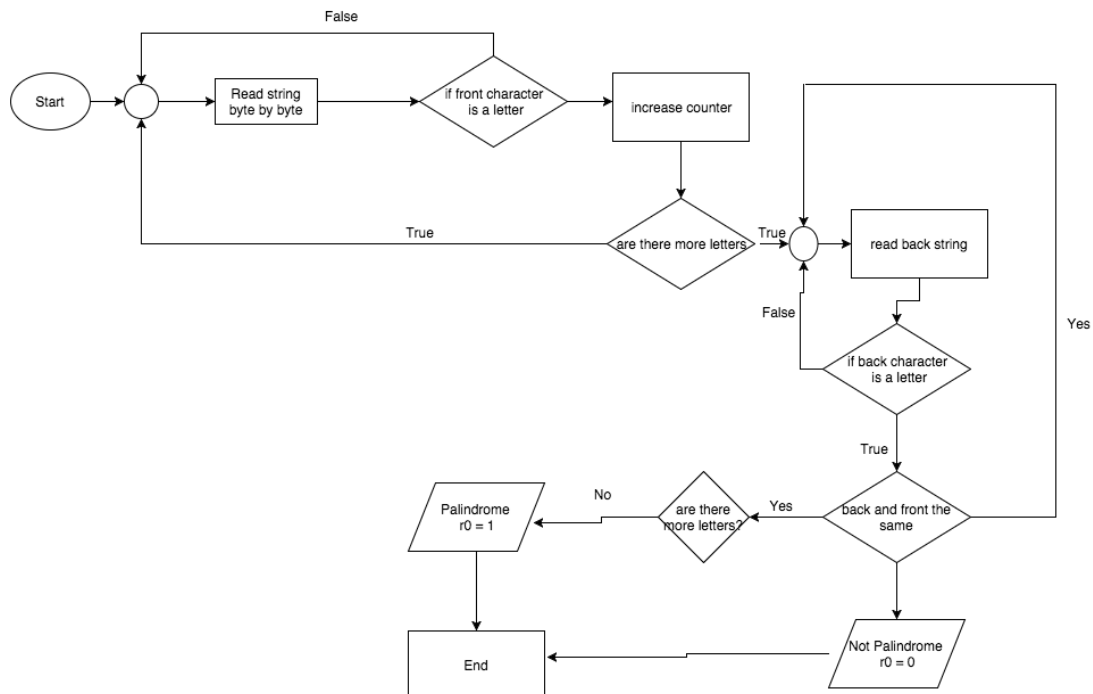 False
Start
Read string
byte by byte
if front character
is a letter
increase counter
True
are there more letters
True
read back string
False
Yes
if back character
is a letter
True
No
Palindrome
r0 = 1
are there
more letters?
Yes
back and front the
same
End
Not Palindrome
r0 = 0